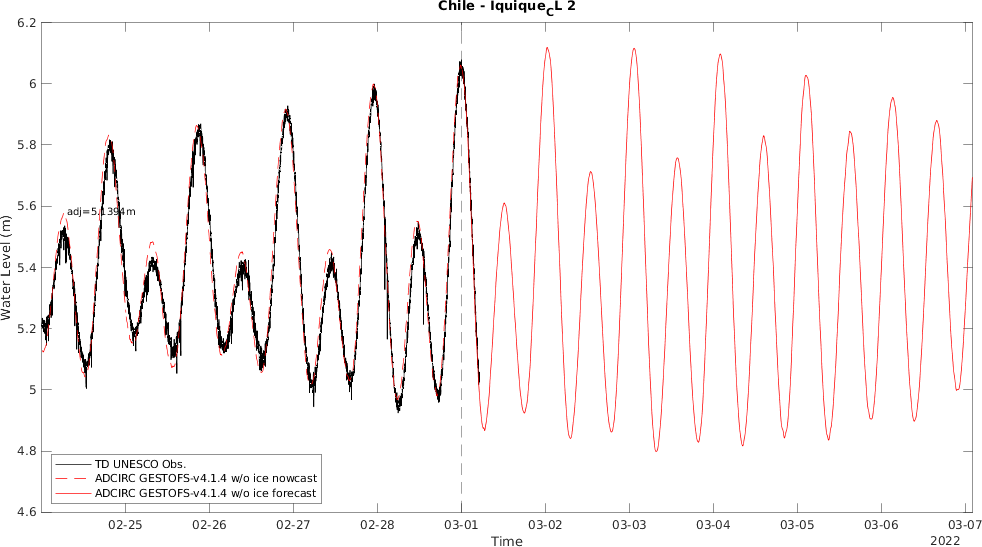 Chile - Iquique_CL 2
6.2
6
5.8
5.6
5.4
5.2
5
4.8
4.6
Water Level (m)
adj=5.1394m
TD UNESCO Obs.
ADCIRC GESTOFS-v4.1.4 w/o ice nowcast
ADCIRC GESTOFS-v4.1.4 w/o ice forecast
02-25 02-26 02-27 02-28 03-01 03-02 03-03 03-04 03-05 03-06 03-07
Time
2022